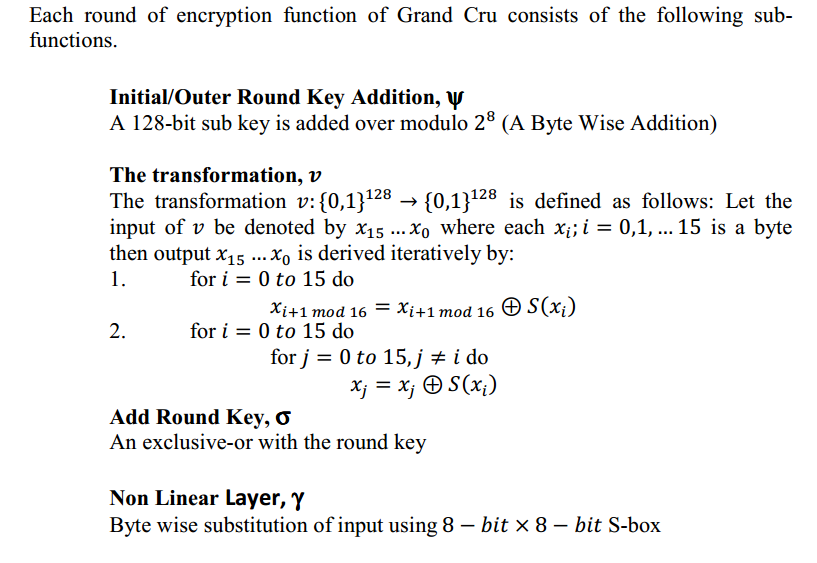 Each round of encryption function of Grand Cru consists of the following sub-
functions.
Initial/Outer Round Key Addition, ψ
A 128-bit sub key is added over modulo 2⁸ (A Byte Wise Addition)
The transformation, 𝑣
The transformation 𝑣: {0,1}¹²⁸ → {0,1}¹²⁸ is defined as follows: Let the
input of 𝑣 be denoted by 𝑥₁₅ … 𝑥₀ where each 𝑥ᵢ; 𝑖 = 0,1, … 15 is a byte
then output 𝑥₁₅ … 𝑥₀ is derived iteratively by:
1. for 𝑖 = 0 𝑡𝑜 15 do
𝑥_{𝑖+1 𝑚𝑜𝑑 16} = 𝑥_{𝑖+1 𝑚𝑜𝑑 16} ⊕ 𝑆(𝑥ᵢ)
2. for 𝑖 = 0 𝑡𝑜 15 do
for 𝑗 = 0 𝑡𝑜 15, 𝑗 ≠ 𝑖 do
𝑥ⱼ = 𝑥ⱼ ⊕ 𝑆(𝑥ᵢ)
Add Round Key, σ
An exclusive-or with the round key
Non Linear Layer, γ
Byte wise substitution of input using 8 − 𝑏𝑖𝑡 × 8 − 𝑏𝑖𝑡 S-box